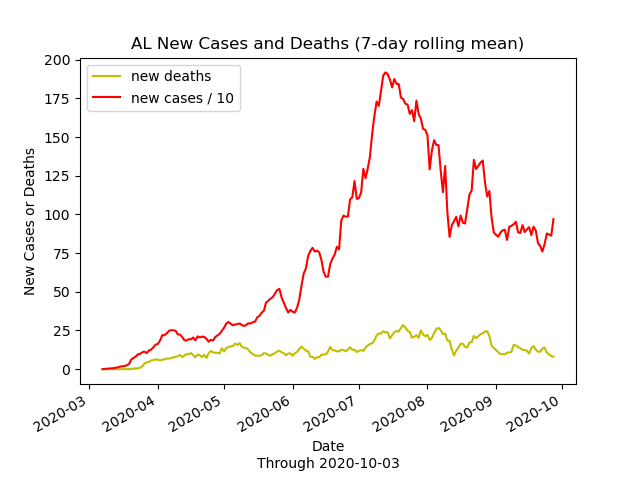 AL New Cases and Deaths (7-day rolling mean)
new deaths
new cases / 10
200
175
150
125
100
75
50
25
0
New Cases or Deaths
2020-03
2020-04
2020-05
2020-06
2020-07
2020-08
2020-09
2020-10
Date
Through 2020-10-03